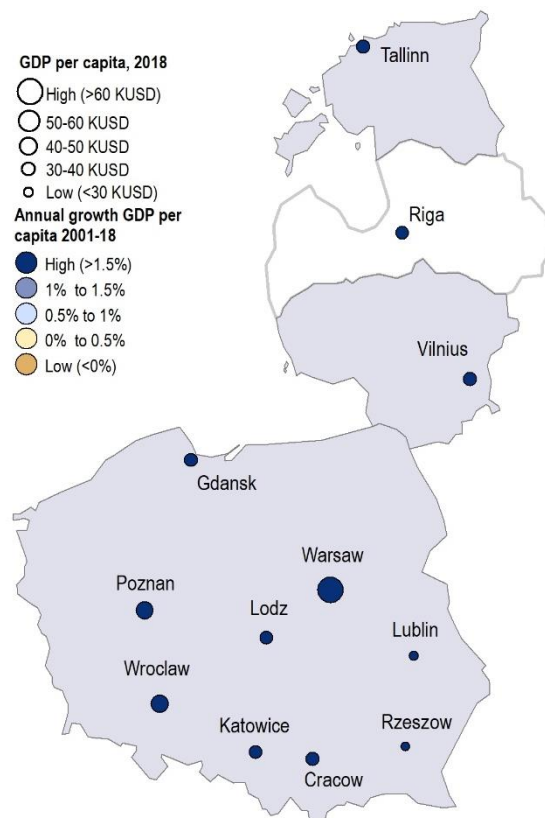 GDP per capita, 2018
High (>60 KUSD)
50-60 KUSD
40-50 KUSD
30-40 KUSD
Low (<30 KUSD)
Annual growth GDP per
capita 2001-18
High (>1.5%)
1% to 1.5%
0.5% to 1%
0% to 0.5%
Low (<0%)
Tallinn
Riga
Vilnius
Gdansk
Warsaw
Poznan
Lodz
Lublin
Wroclaw
Katowice
Rzeszow
Cracow